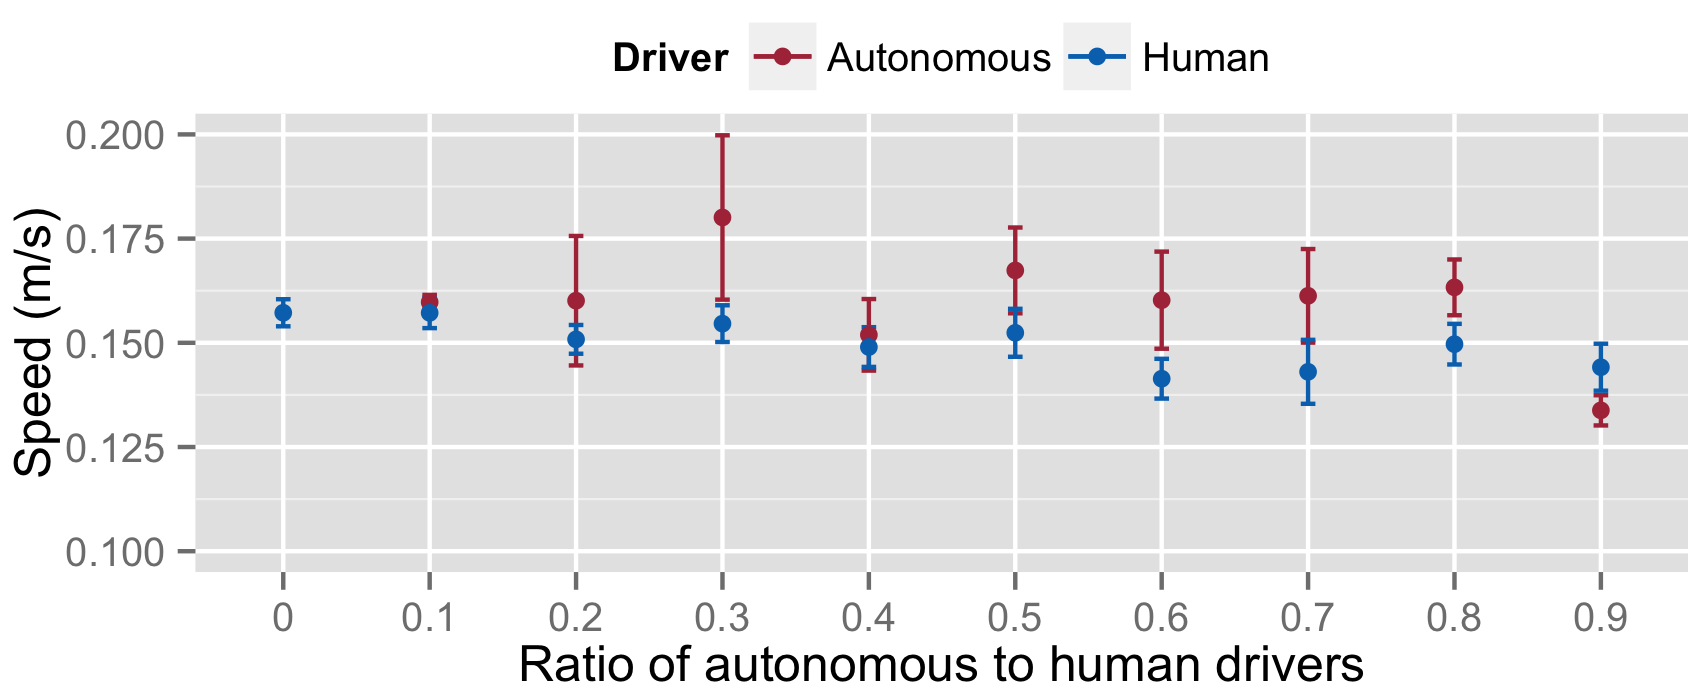 Driver Autonomous Human
0.200
0.175
0.150
0.125
0.100
Speed (m/s)
0 0.1 0.2 0.3 0.4 0.5 0.6 0.7 0.8 0.9
Ratio of autonomous to human drivers